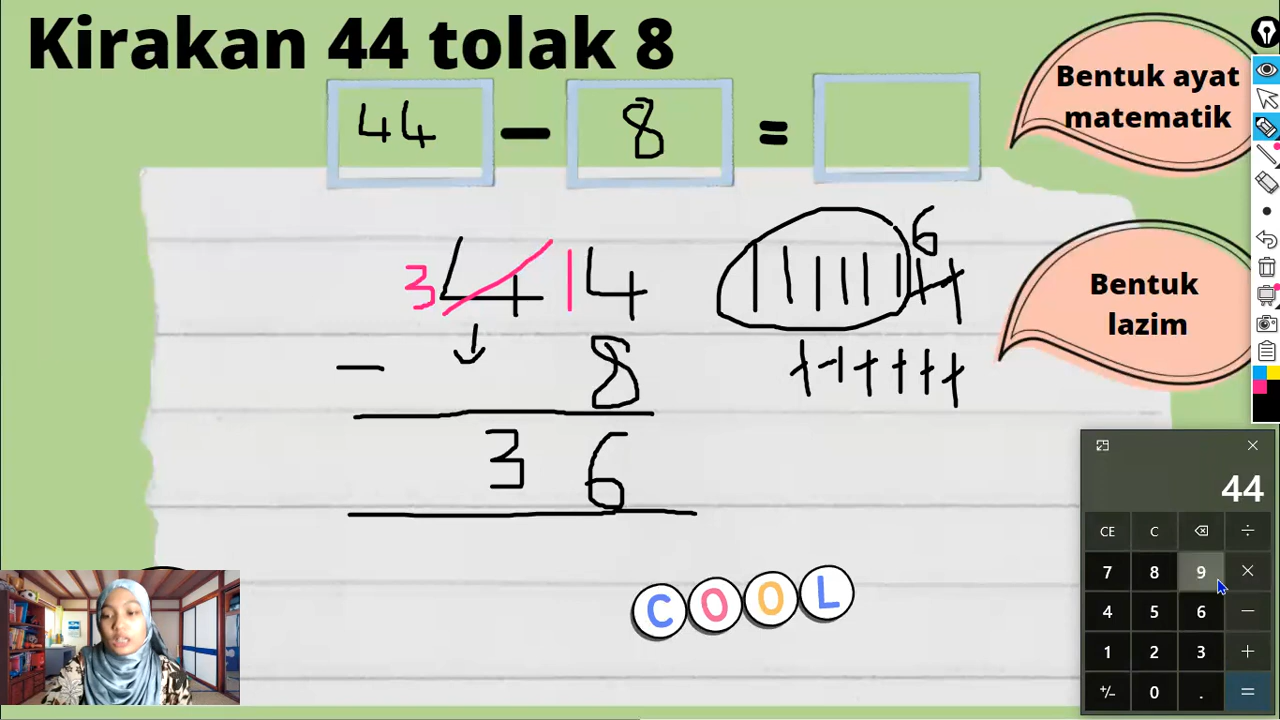 Kirakan 44 tolak 8
44 − 8 =
Bentuk ayat
matematik
3 4 14
− 8
3 6
6
Bentuk
lazim
COOL
44
CE C ÷
7 8 9 ×
4 5 6 −
1 2 3 +
+/− 0 . =